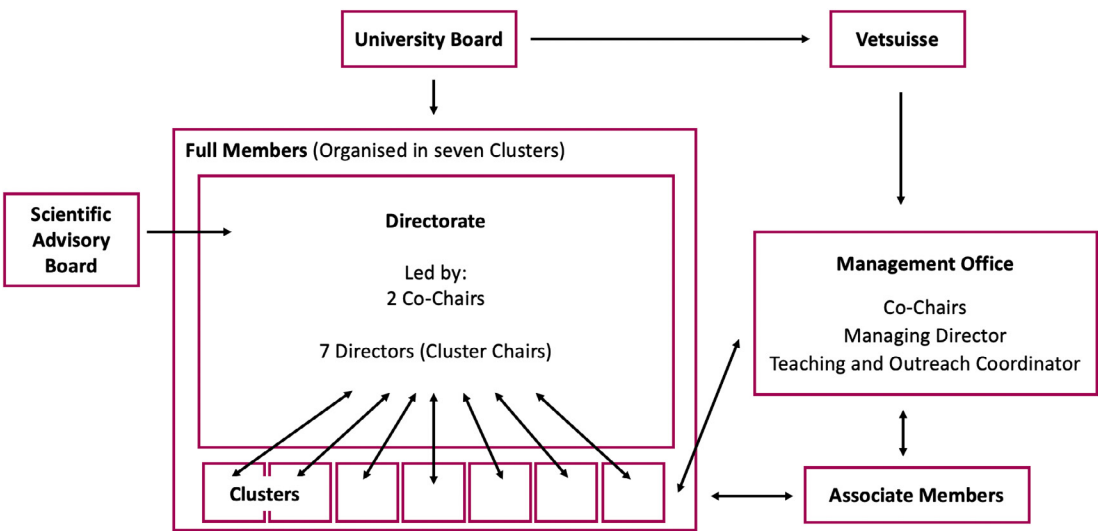 University Board
Vetsuisse
Full Members (Organised in seven Clusters)
Scientific
Advisory
Board
Directorate
Led by:
2 Co-Chairs
7 Directors (Cluster Chairs)
Clusters
Management Office
Co-Chairs
Managing Director
Teaching and Outreach Coordinator
Associate Members